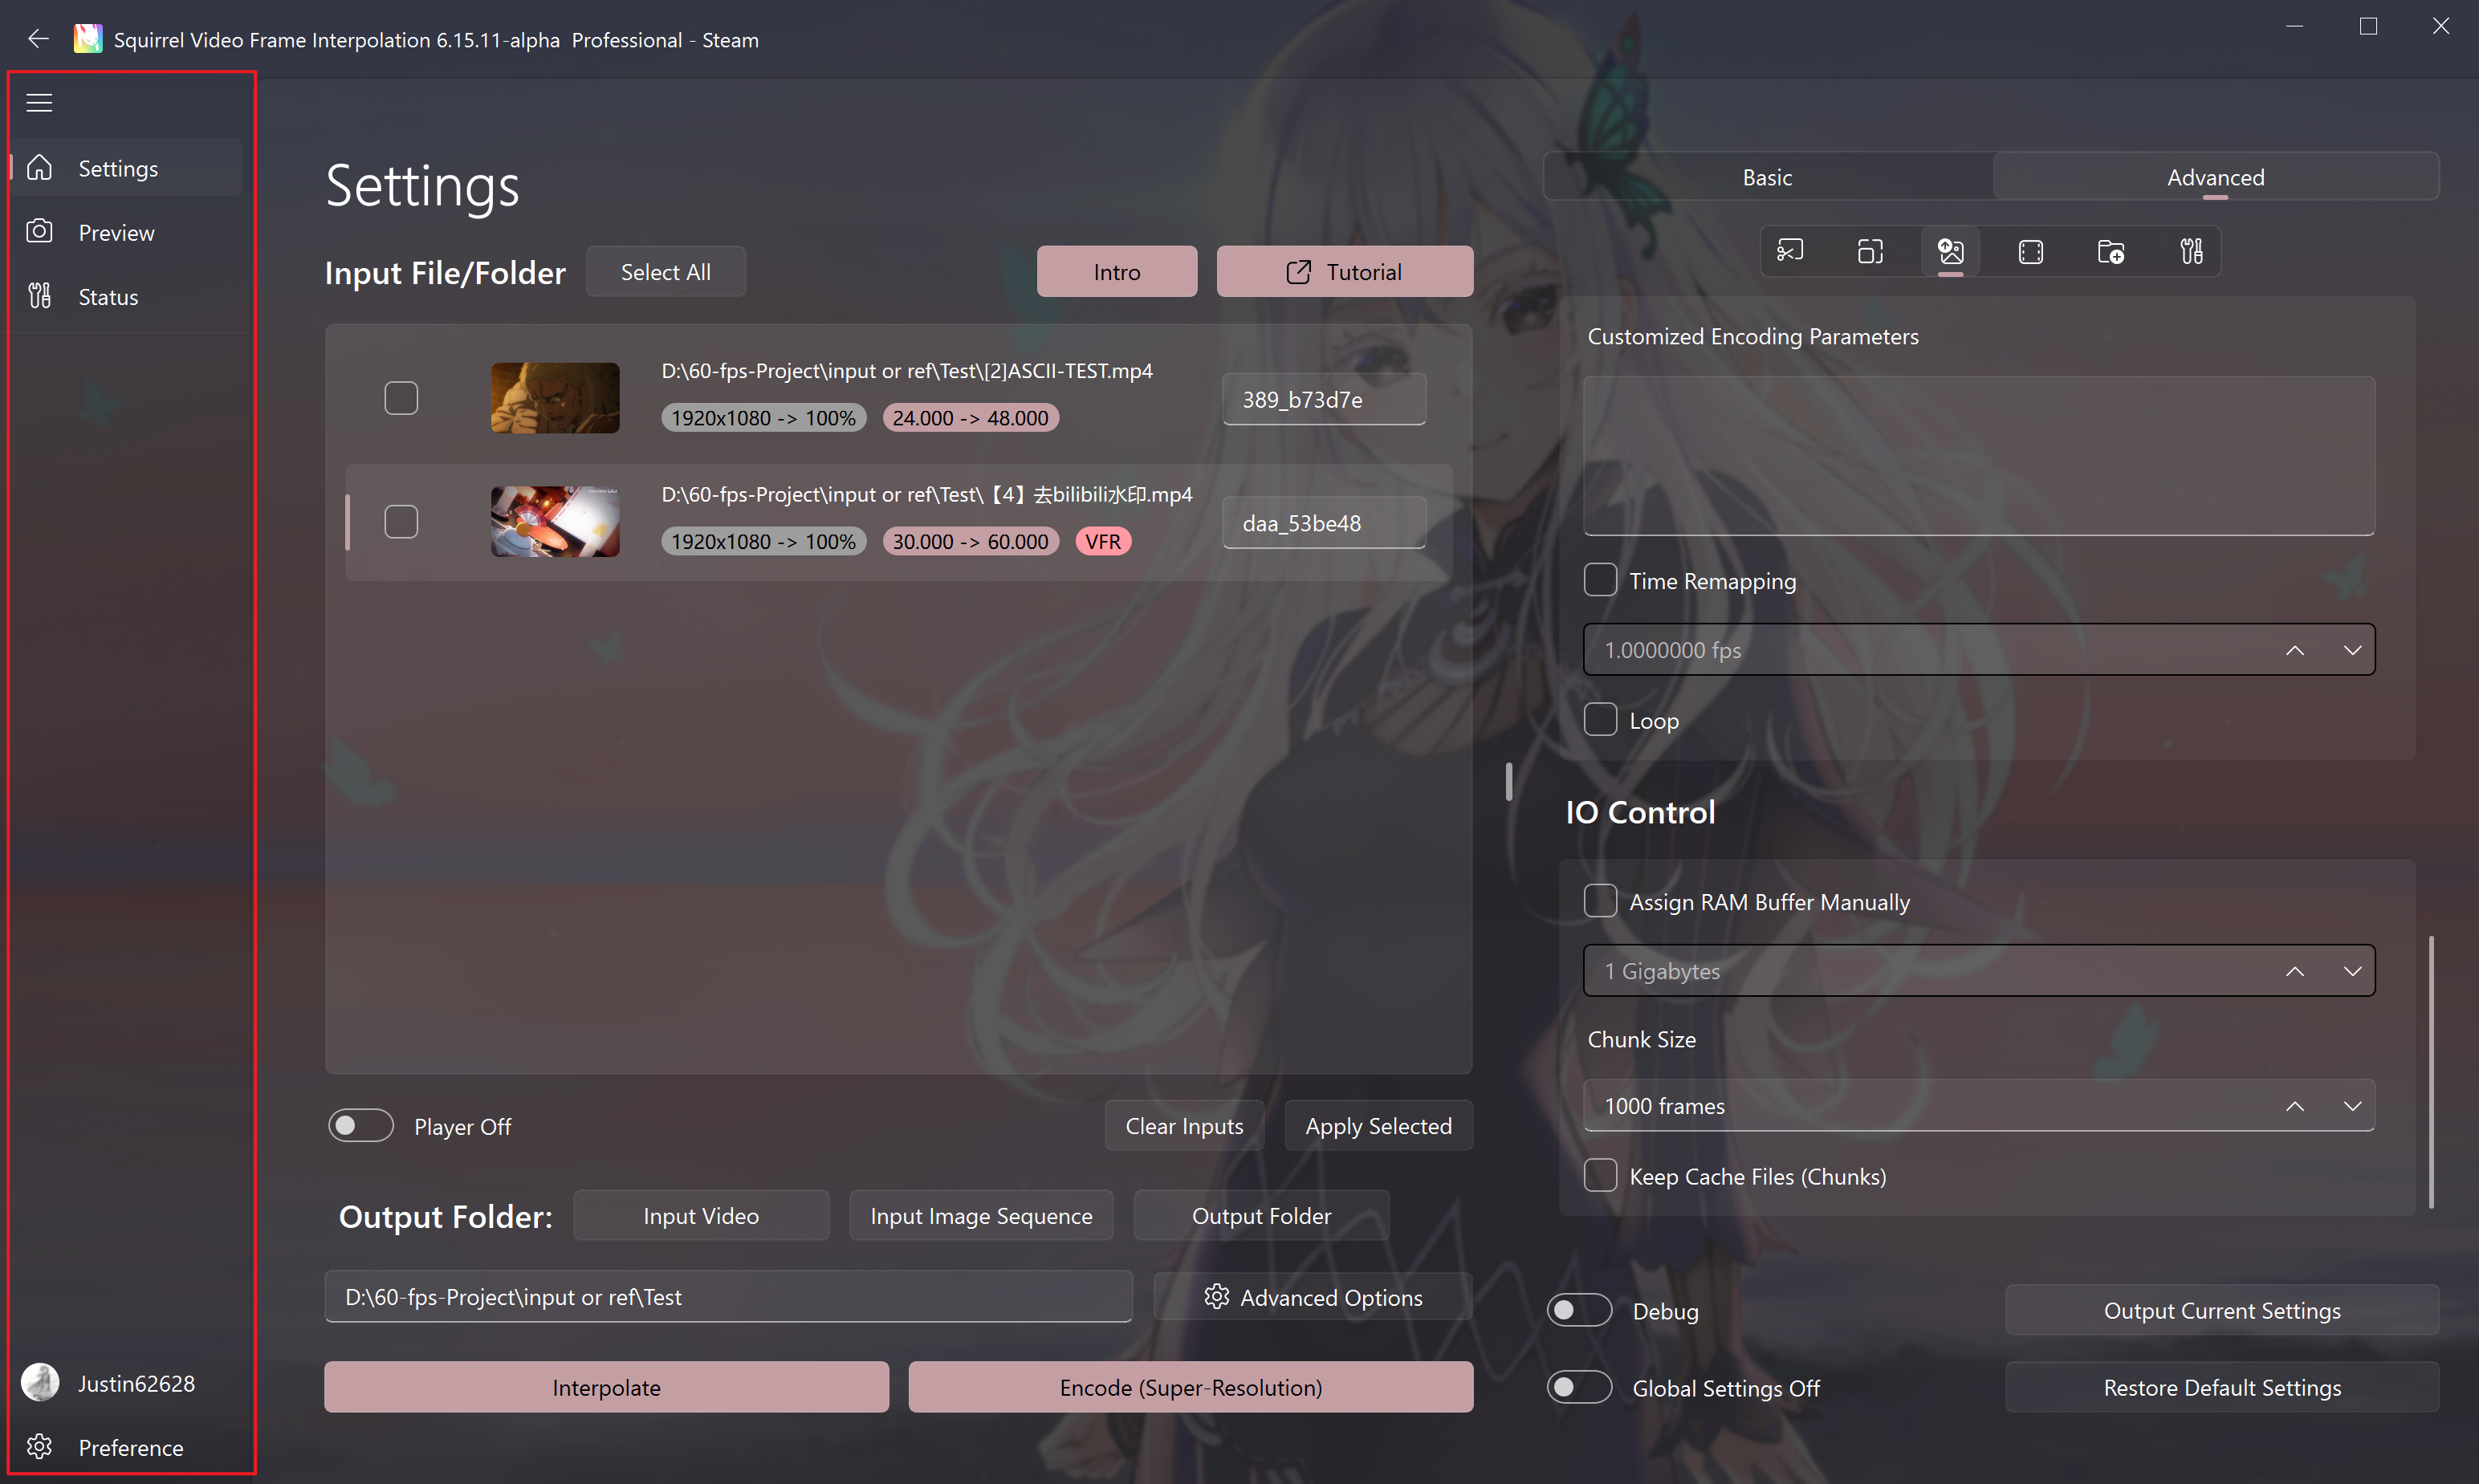 Squirrel Video Frame Interpolation 6.15.11-alpha  Professional - Steam
Settings
Preview
Status
Justin62628
Preference
Settings
Input File/Folder
Select All
Intro
Tutorial
D:\60-fps-Project\input or ref\Test\[2]ASCII-TEST.mp4
1920x1080 -> 100%
24.000 -> 48.000
389_b73d7e
D:\60-fps-Project\input or ref\Test\【4】去bilibili水印.mp4
1920x1080 -> 100%
30.000 -> 60.000
VFR
daa_53be48
Player Off
Clear Inputs
Apply Selected
Output Folder:
Input Video
Input Image Sequence
Output Folder
D:\60-fps-Project\input or ref\Test
Advanced Options
Interpolate
Encode (Super-Resolution)
Basic
Advanced
Customized Encoding Parameters
Time Remapping
1.0000000 fps
Loop
IO Control
Assign RAM Buffer Manually
1 Gigabytes
Chunk Size
1000 frames
Keep Cache Files (Chunks)
Debug
Output Current Settings
Global Settings Off
Restore Default Settings